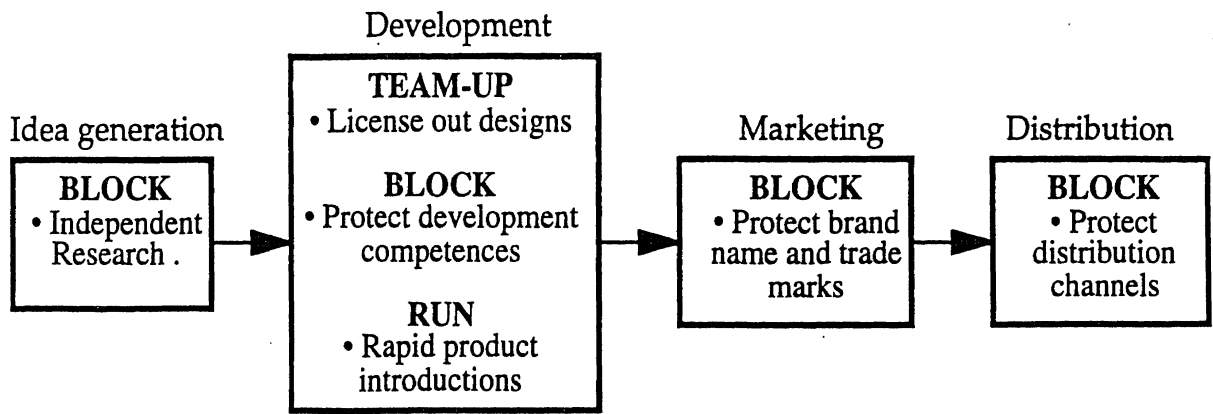 Idea generation
BLOCK
• Independent
Research .
Development
TEAM-UP
• License out designs
BLOCK
• Protect development
competences
RUN
• Rapid product
introductions
Marketing
BLOCK
• Protect brand
name and trade
marks
Distribution
BLOCK
• Protect
distribution
channels